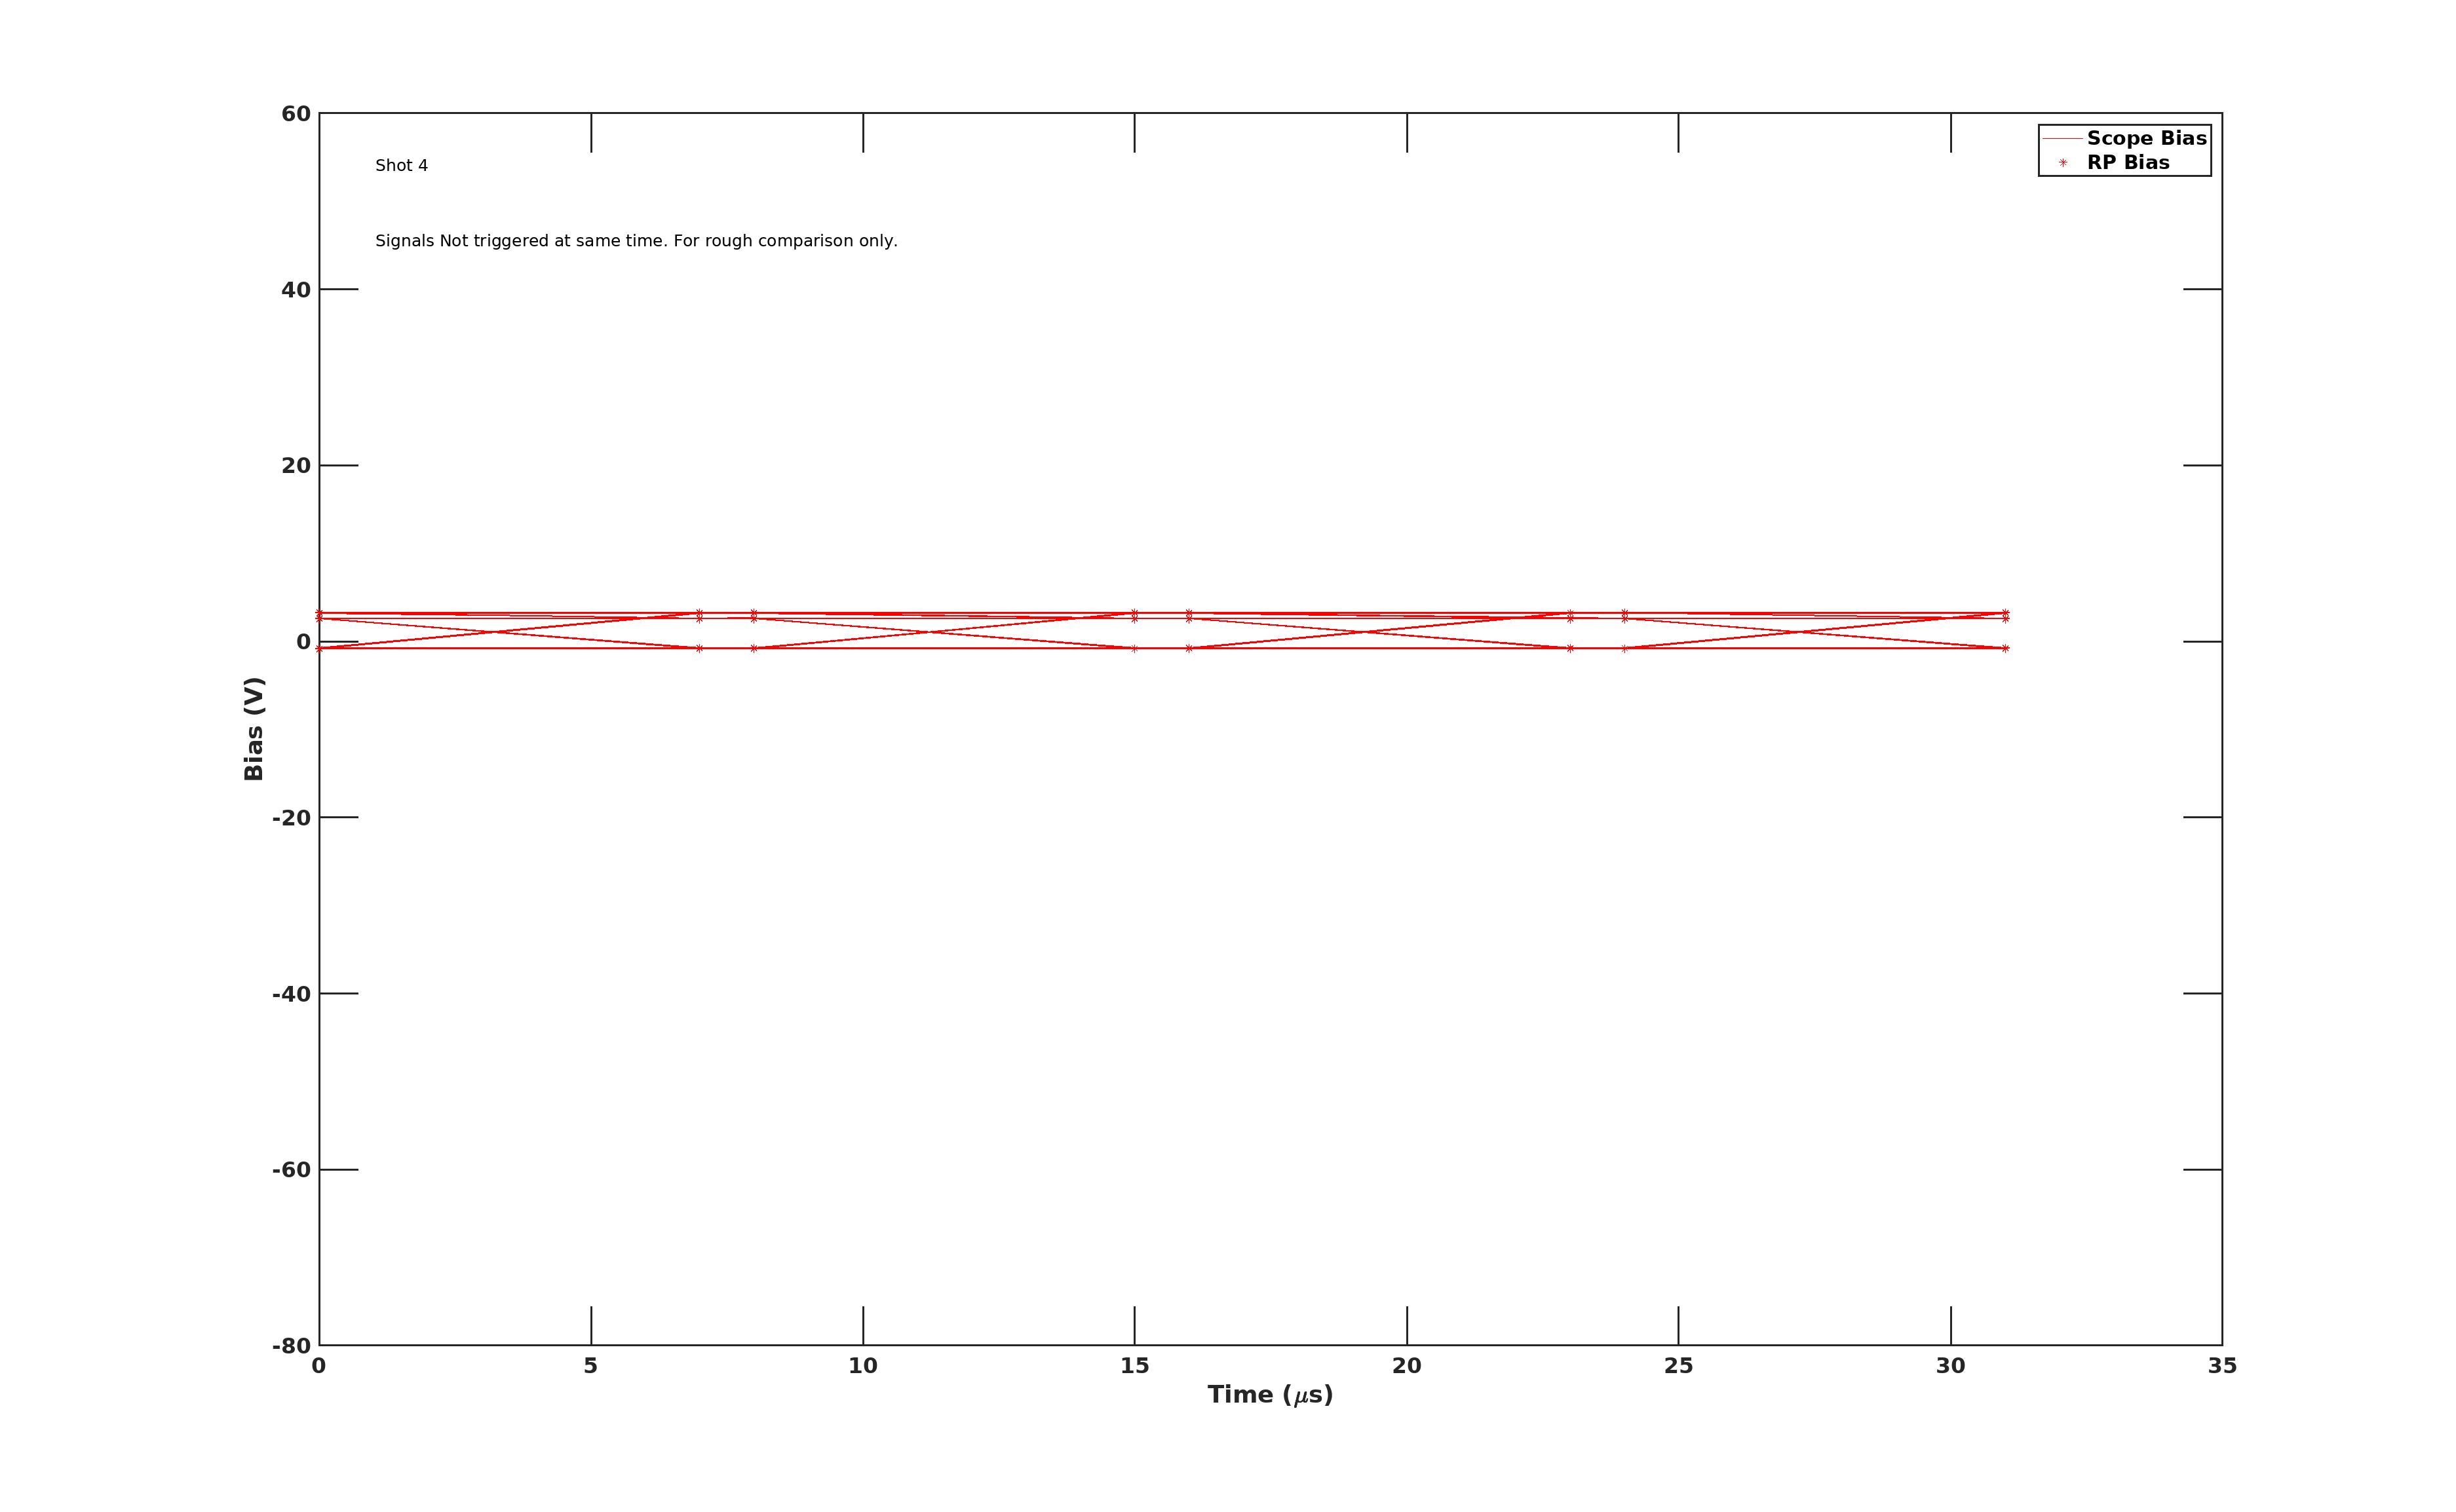 60
Shot 4
Scope Bias
RP Bias
Signals Not triggered at same time. For rough comparison only.
40
20
0
Bias (V)
-20
-40
-60
-80
0 5 10 15 20 25 30 35
Time (μs)